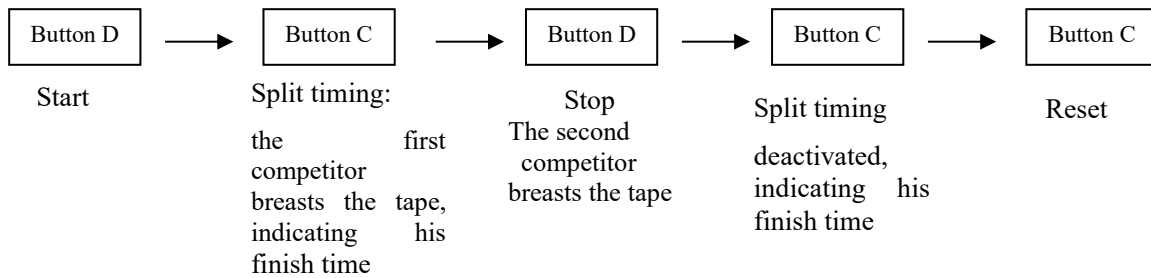 Button D
Button C
Button D
Button C
Button C
Start
Split timing:
the first
competitor
breasts the tape,
indicating his
finish time
Stop
The second
competitor
breasts the tape
Split timing
deactivated,
indicating his
finish time
Reset